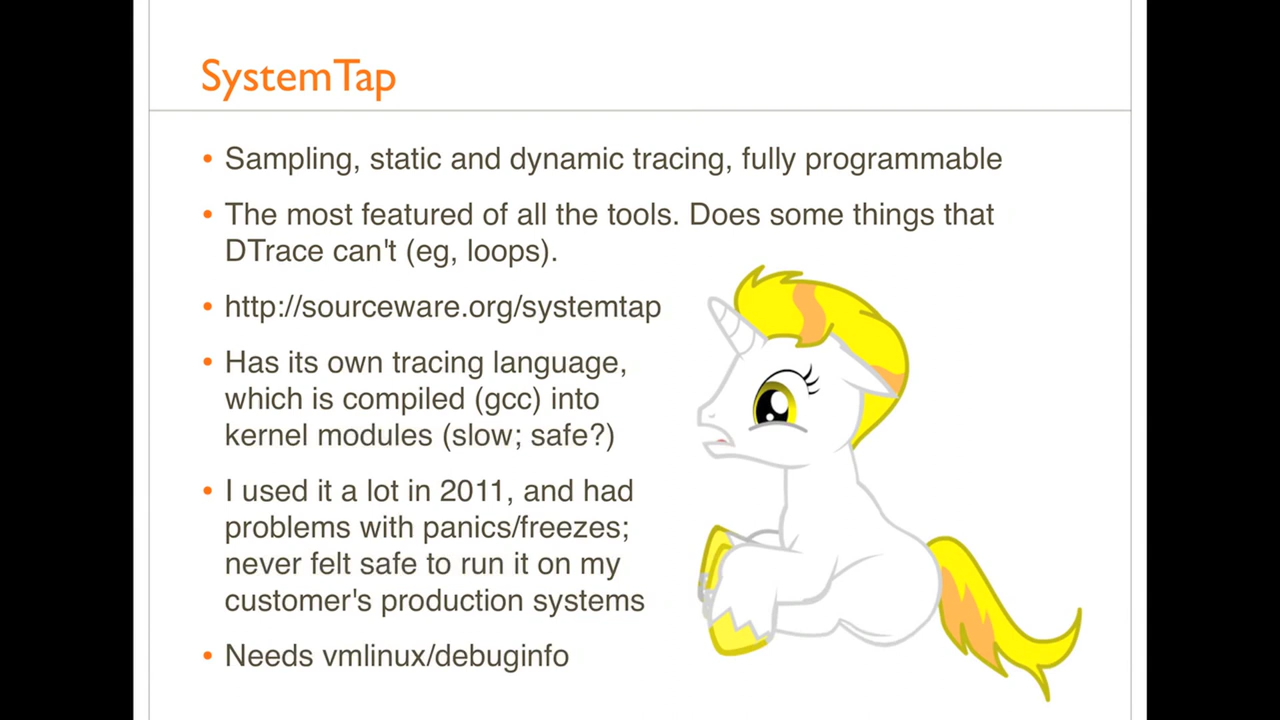 SystemTap
• Sampling, static and dynamic tracing, fully programmable
• The most featured of all the tools. Does some things that
DTrace can't (eg, loops).
• http://sourceware.org/systemtap
• Has its own tracing language,
which is compiled (gcc) into
kernel modules (slow; safe?)
• I used it a lot in 2011, and had
problems with panics/freezes;
never felt safe to run it on my
customer's production systems
• Needs vmlinux/debuginfo